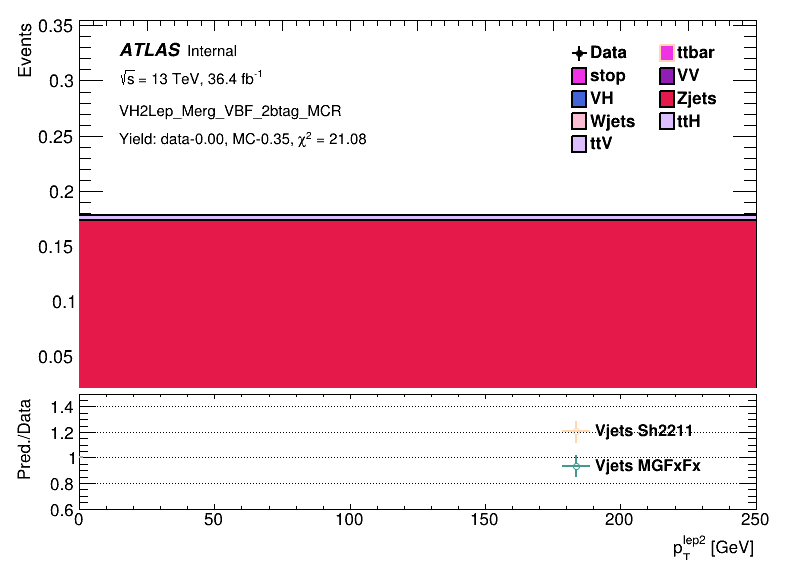 Events
0.35
0.3
0.25
0.2
0.15
0.1
0.05
ATLAS Internal
√s = 13 TeV, 36.4 fb⁻¹
VH2Lep_Merg_VBF_2btag_MCR
Yield: data-0.00, MC-0.35, χ² = 21.08
Data
ttbar
stop
VV
VH
Zjets
Wjets
ttH
ttV
Pred./Data
1.4
1.2
1
0.8
0.6
Vjets Sh2211
Vjets MGFxFx
0 50 100 150 200 250
p_T^lep2 [GeV]